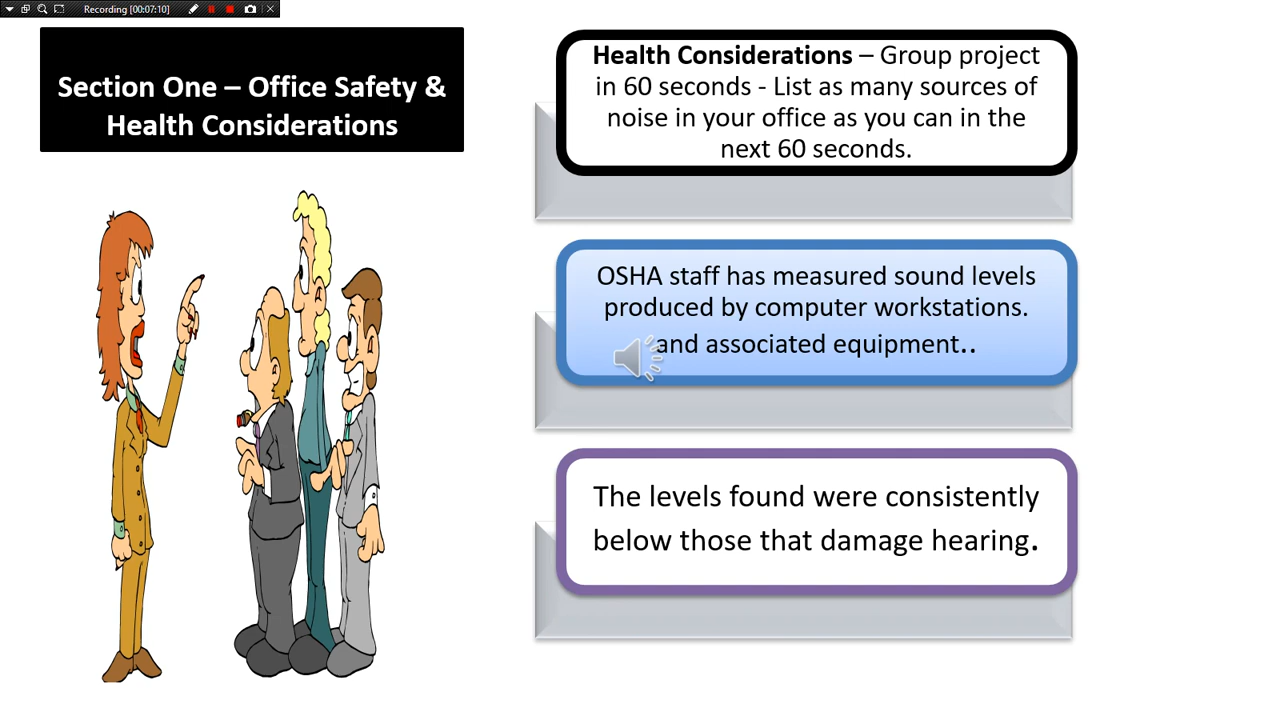 Recording [00:07:10]
Section One – Office Safety &
Health Considerations
Health Considerations – Group project
in 60 seconds - List as many sources of
noise in your office as you can in the
next 60 seconds.
OSHA staff has measured sound levels
produced by computer workstations.
and associated equipment..
The levels found were consistently
below those that damage hearing.